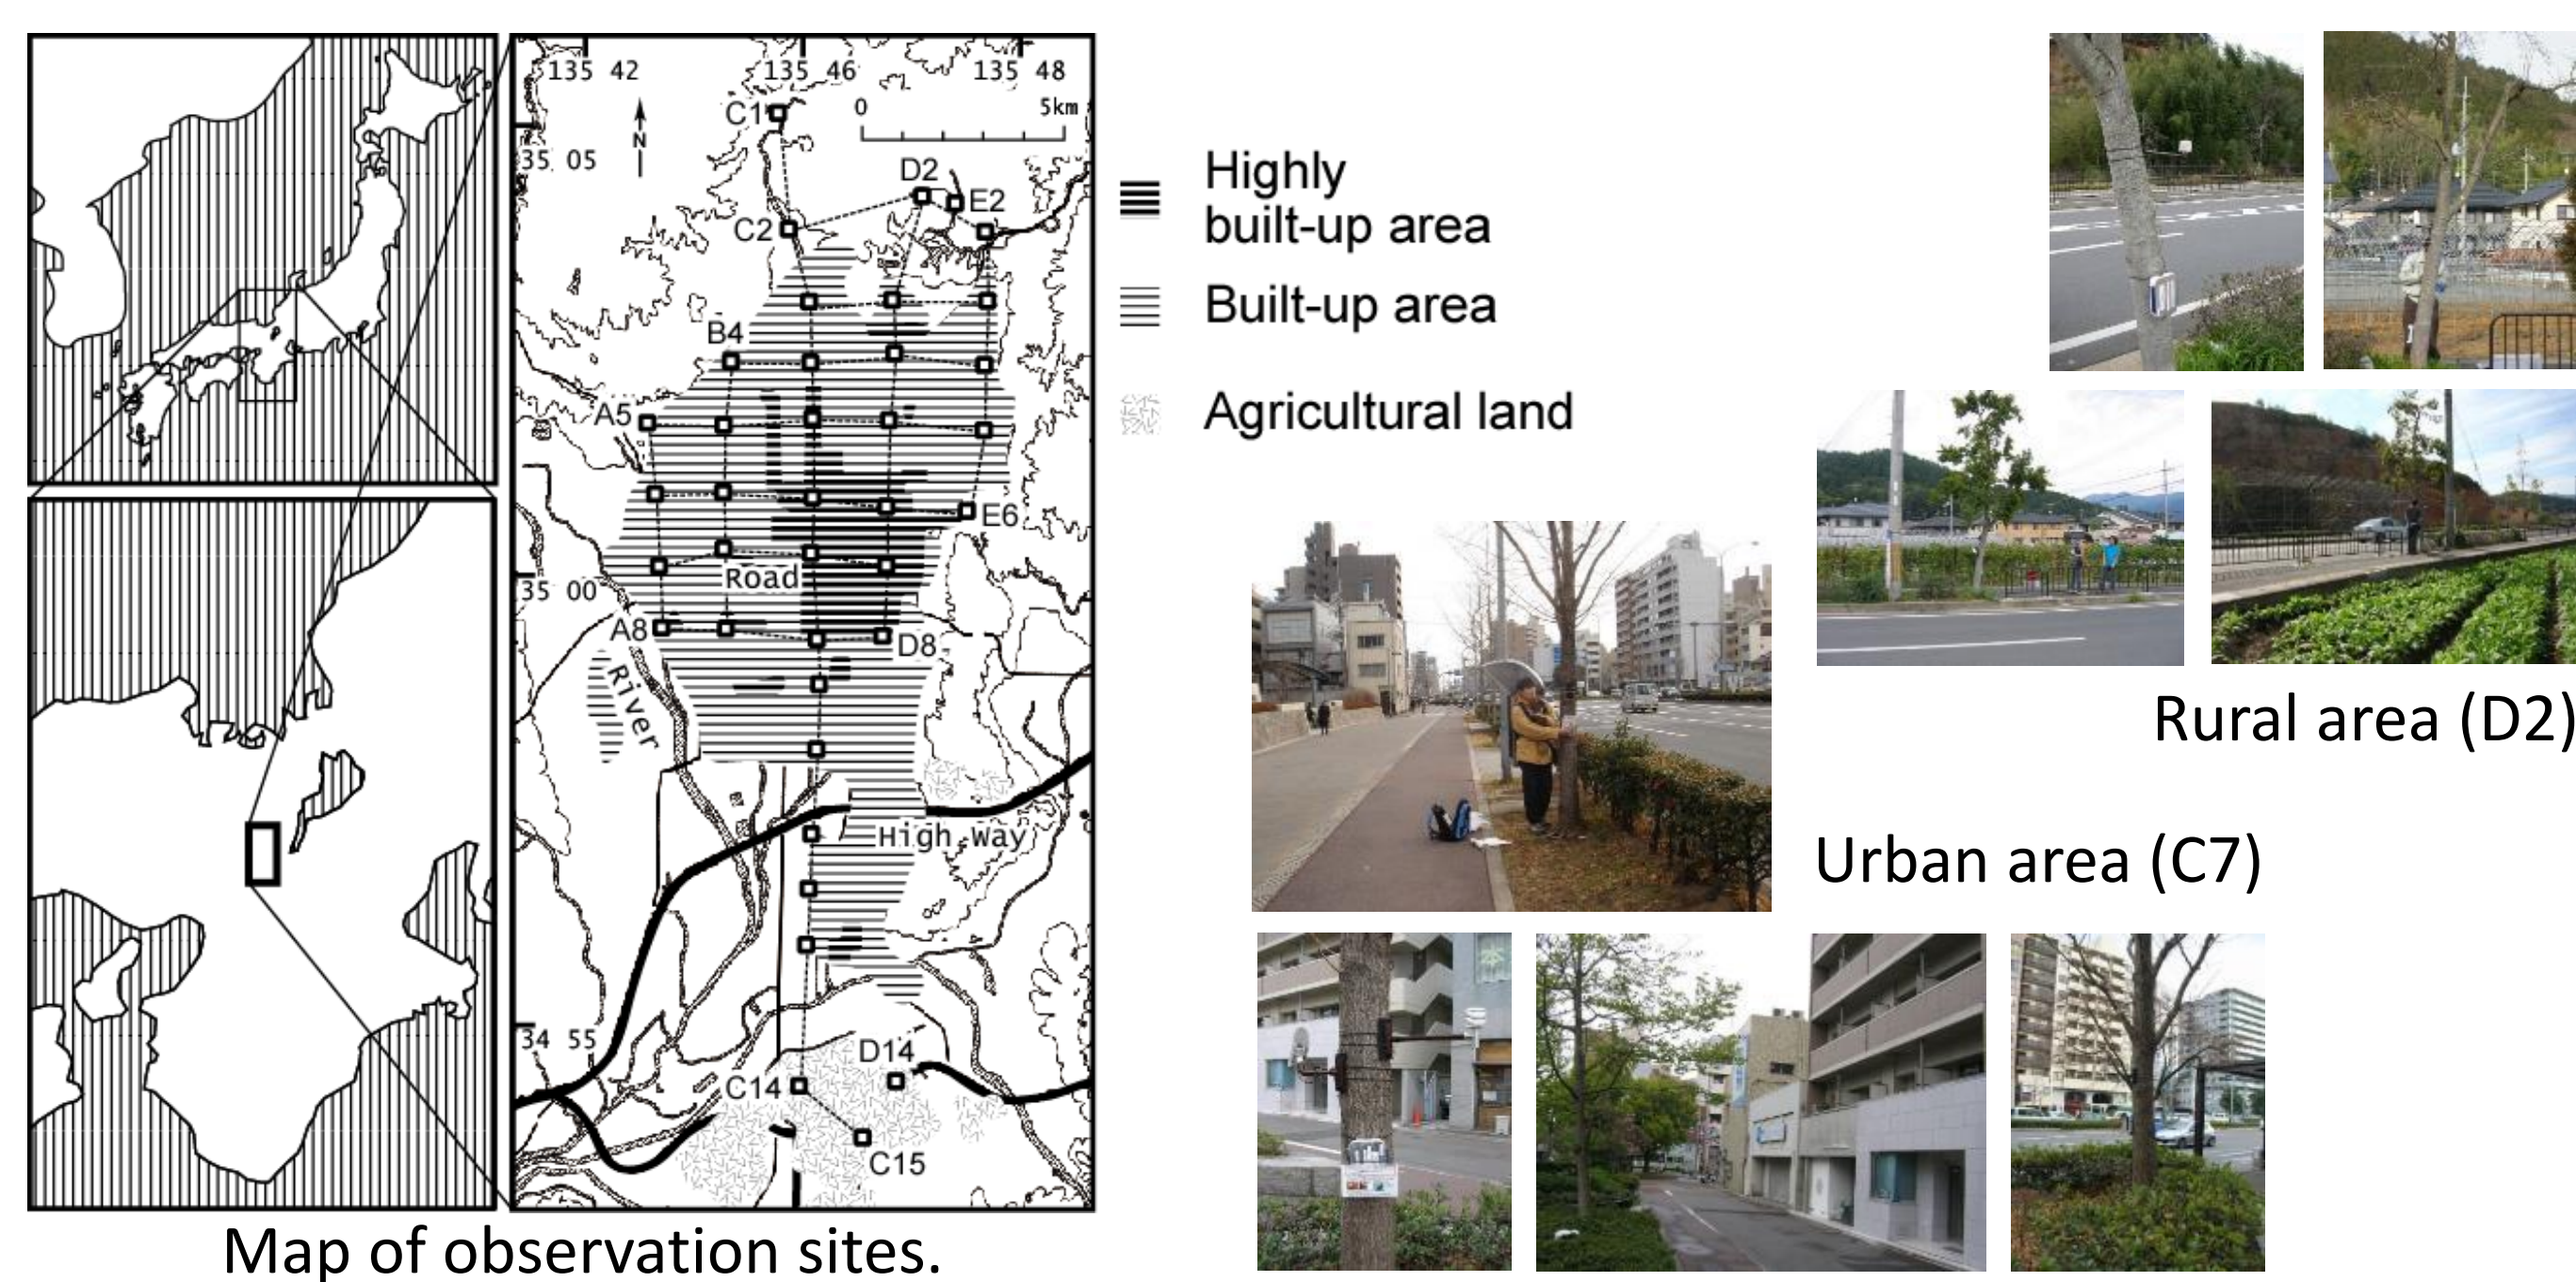 135 42
135 46
135 48
C1
0
5km
N
35 05
D2
E2
C2
B4
A5
E6
Road
35 00
A8
D8
River
High Way
34 55
D14
C14
C15
Map of observation sites.
Highly
built-up area
Built-up area
Agricultural land
Rural area (D2)
Urban area (C7)